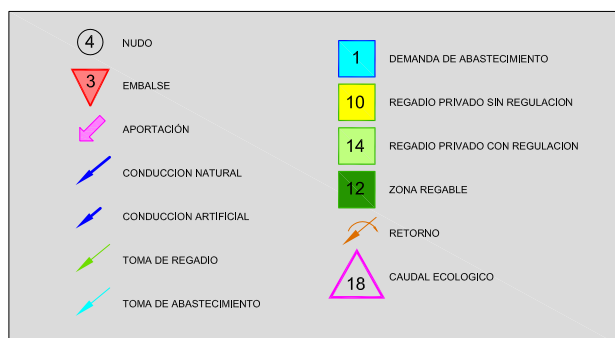 4 NUDO
3 EMBALSE
APORTACIÓN
CONDUCCION NATURAL
CONDUCCION ARTIFICIAL
TOMA DE REGADIO
TOMA DE ABASTECIMIENTO
1 DEMANDA DE ABASTECIMIENTO
10 REGADIO PRIVADO SIN REGULACION
14 REGADIO PRIVADO CON REGULACION
12 ZONA REGABLE
RETORNO
18 CAUDAL ECOLOGICO